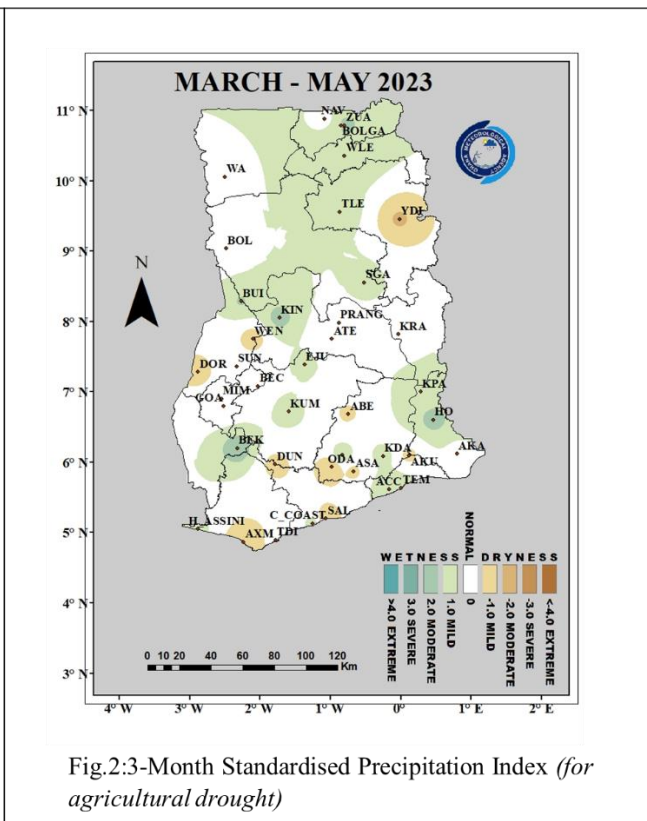 MARCH - MAY 2023
11° N
10° N
9° N
8° N
7° N
6° N
5° N
4° N
3° N
4° W
3° W
2° W
1° W
0°
1° E
2° E
N
NAV
ZUA
BOLGA
WLE
WA
TLE
YDI
BOL
SGA
BUI
KIN
PRANG
KRA
WEN
ATE
SUN
EJU
DOR
BEC
KPA
MIM
GOA
KUM
ABE
HO
BEK
KDA
AKA
DUN
ODA
ASA
AKU
ACC
TEM
C_COAST
SAL
H_ASSINI
AXM
TDI
WETNESS
NORMAL
DRYNESS
>4.0 EXTREME
3.0 SEVERE
2.0 MODERATE
1.0 MILD
0
-1.0 MILD
-2.0 MODERATE
-3.0 SEVERE
<-4.0 EXTREME
0 10 20 40 60 80 100 120
Km
Fig.2:3-Month Standardised Precipitation Index (for
agricultural drought)